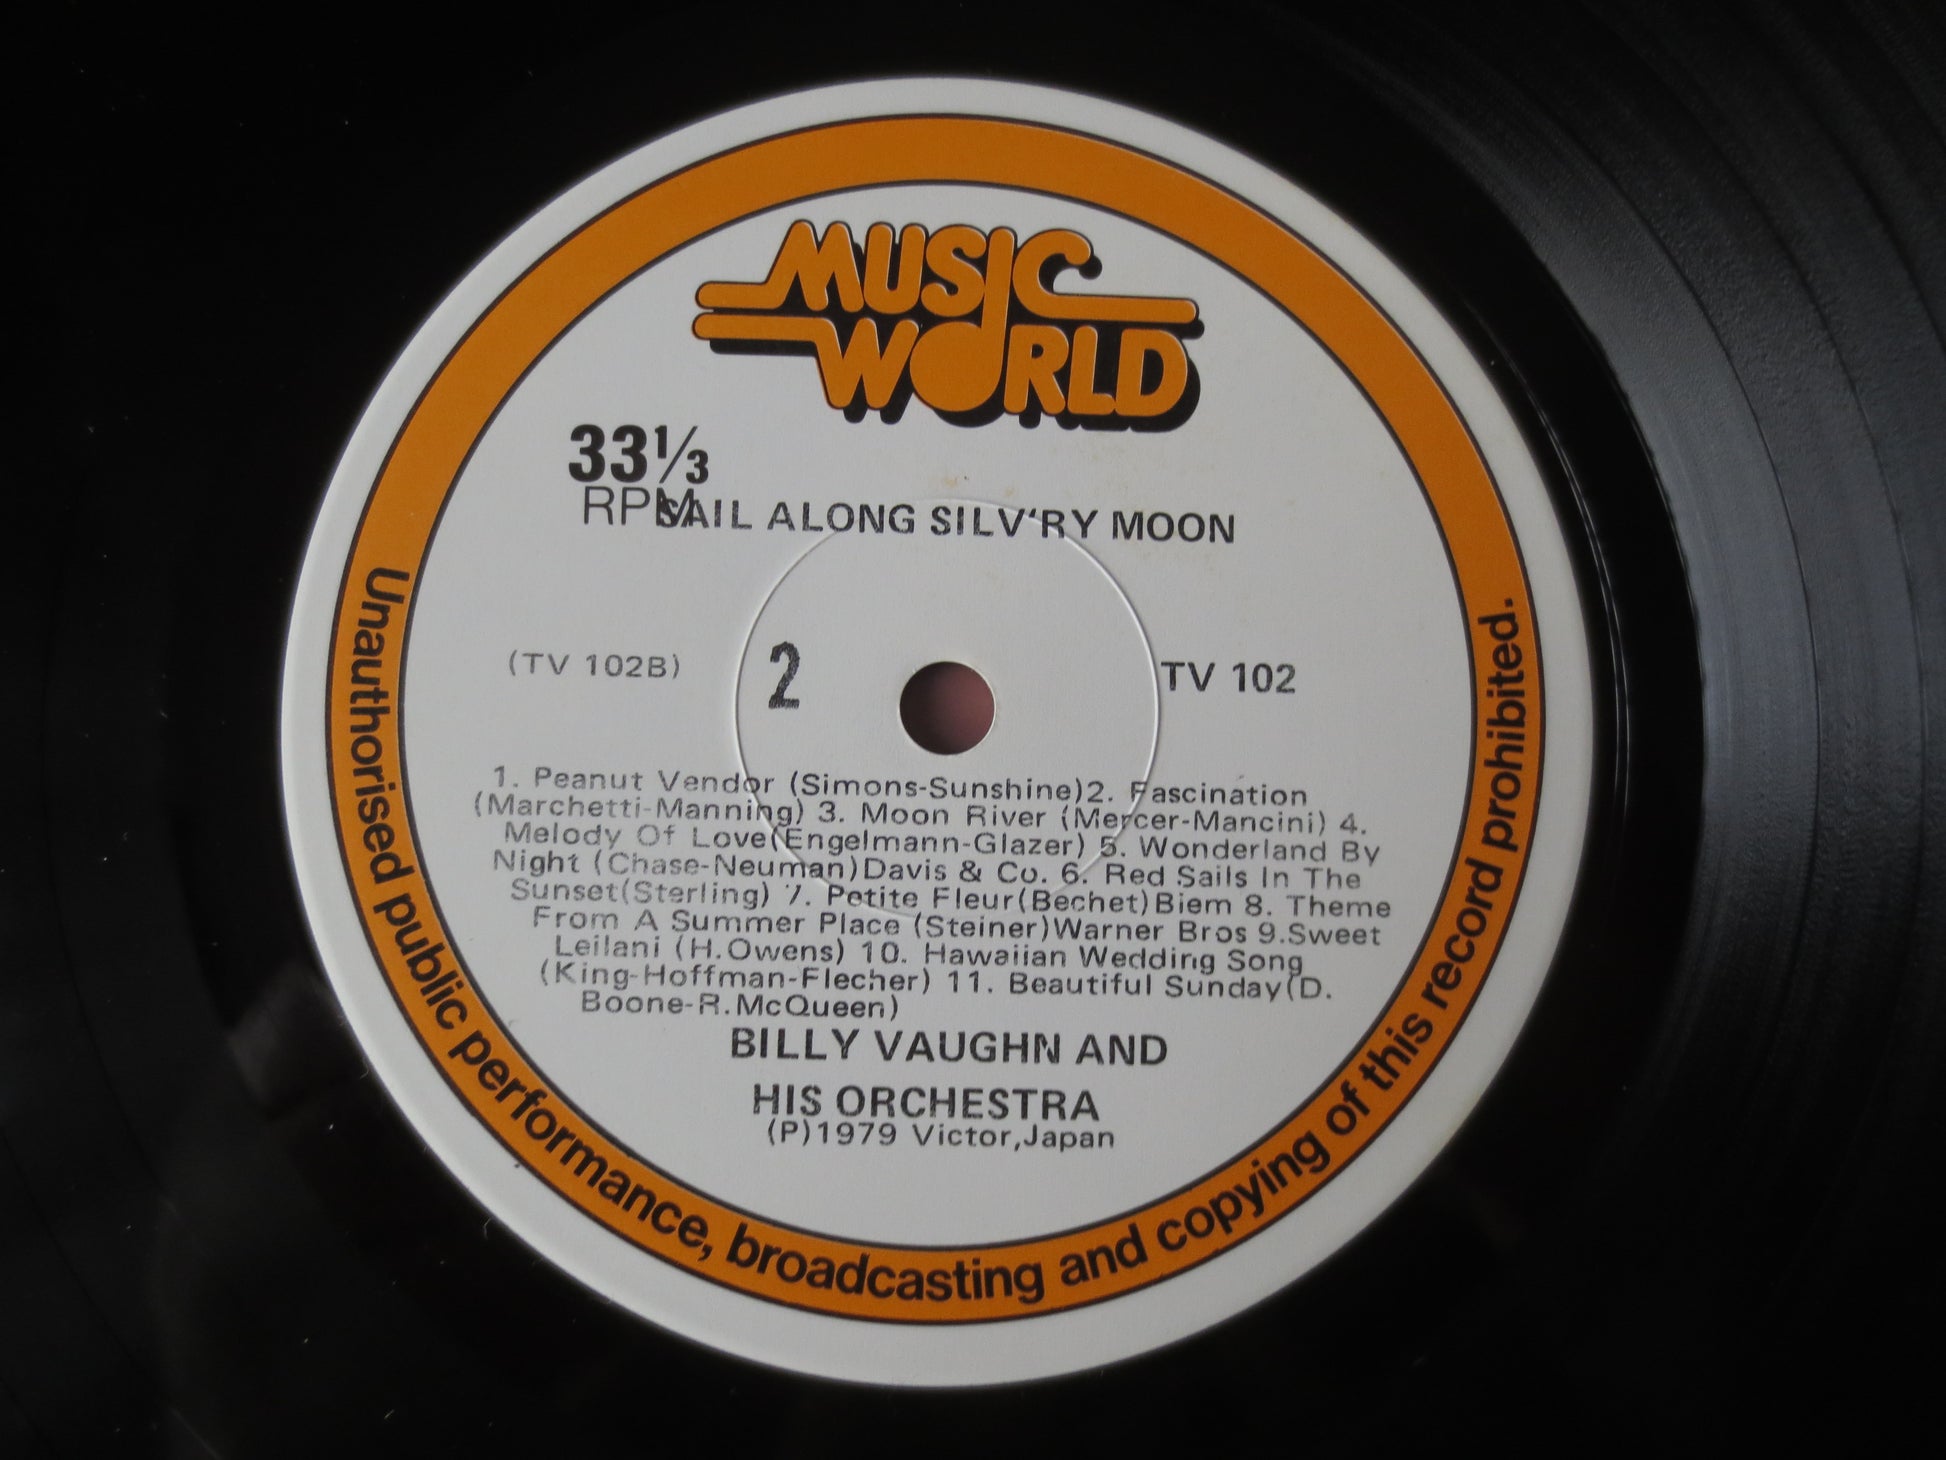 MUSIC
WORLD
33⅓
RPM
SAIL ALONG SILV'RY MOON
(TV 102B)
2
TV 102
1. Peanut Vendor (Simons-Sunshine)2. Fascination
(Marchetti-Manning) 3. Moon River (Mercer-Mancini) 4.
Melody Of Love(Engelmann-Glazer) 5. Wonderland By
Night (Chase-Neuman)Davis & Co. 6. Red Sails In The
Sunset(Sterling) 7. Petite Fleur(Bechet)Biem 8. Theme
From A Summer Place (Steiner)Warner Bros 9.Sweet
Leilani (H.Owens) 10. Hawaiian Wedding Song
(King-Hoffman-Flecher) 11. Beautiful Sunday(D.
Boone-R.McQueen)
BILLY VAUGHN AND
HIS ORCHESTRA
(P)1979 Victor,Japan
Unauthorised public performance, broadcasting and copying of this record prohibited.